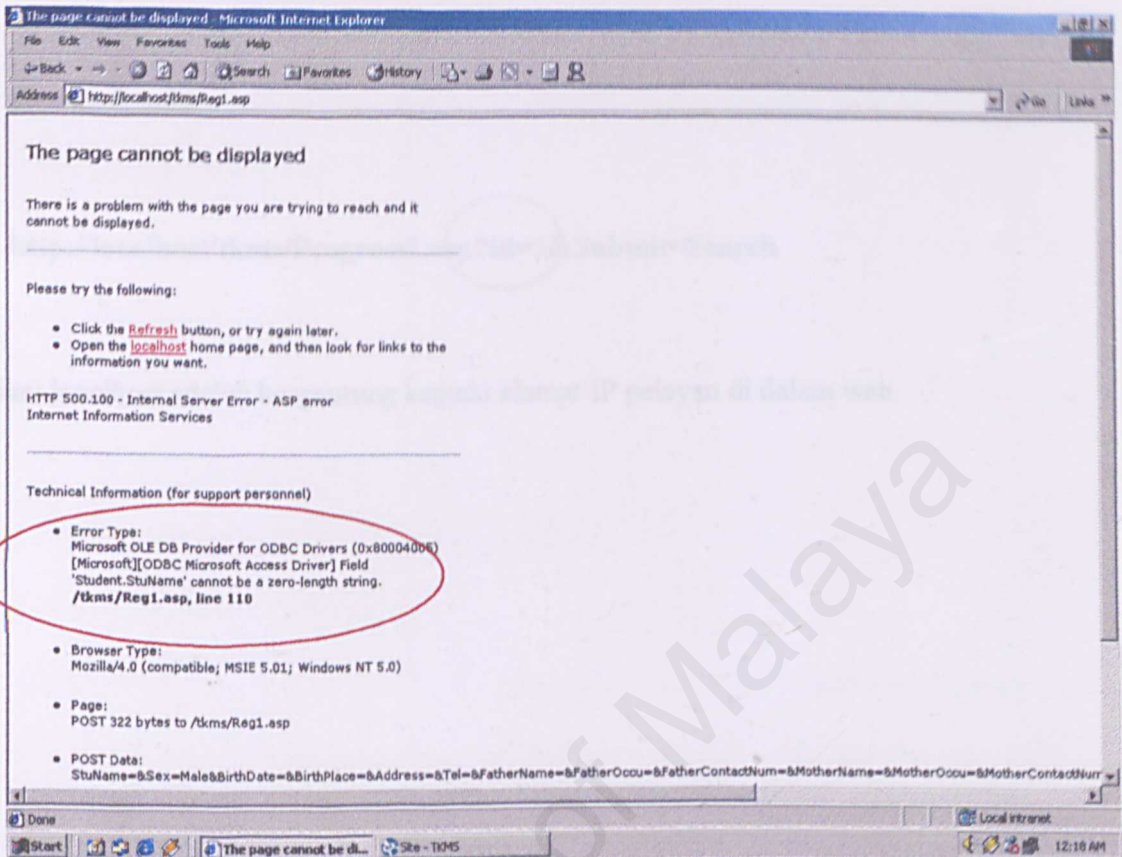 The page cannot be displayed - Microsoft Internet Explorer
File Edit View Favorites Tools Help
Back Search Favorites History
Address http://localhost/tkms/Reg1.asp Go Links »
The page cannot be displayed
There is a problem with the page you are trying to reach and it
cannot be displayed.
Please try the following:
• Click the Refresh button, or try again later.
• Open the localhost home page, and then look for links to the
information you want.
HTTP 500.100 - Internal Server Error - ASP error
Internet Information Services
Technical Information (for support personnel)
• Error Type:
Microsoft OLE DB Provider for ODBC Drivers (0x80004005)
[Microsoft][ODBC Microsoft Access Driver] Field
'Student.StuName' cannot be a zero-length string.
/tkms/Reg1.asp, line 110
• Browser Type:
Mozilla/4.0 (compatible; MSIE 5.01; Windows NT 5.0)
• Page:
POST 322 bytes to /tkms/Reg1.asp
• POST Data:
StuName=&Sex=Male&BirthDate=&BirthPlace=&Address=&Tel=&FatherName=&FatherOccu=&FatherContactNum=&MotherName=&MotherOccu=&MotherContactNum
Done Local intranet
Start The page cannot be di... Site - TKMS 12:18 AM
of Malaya